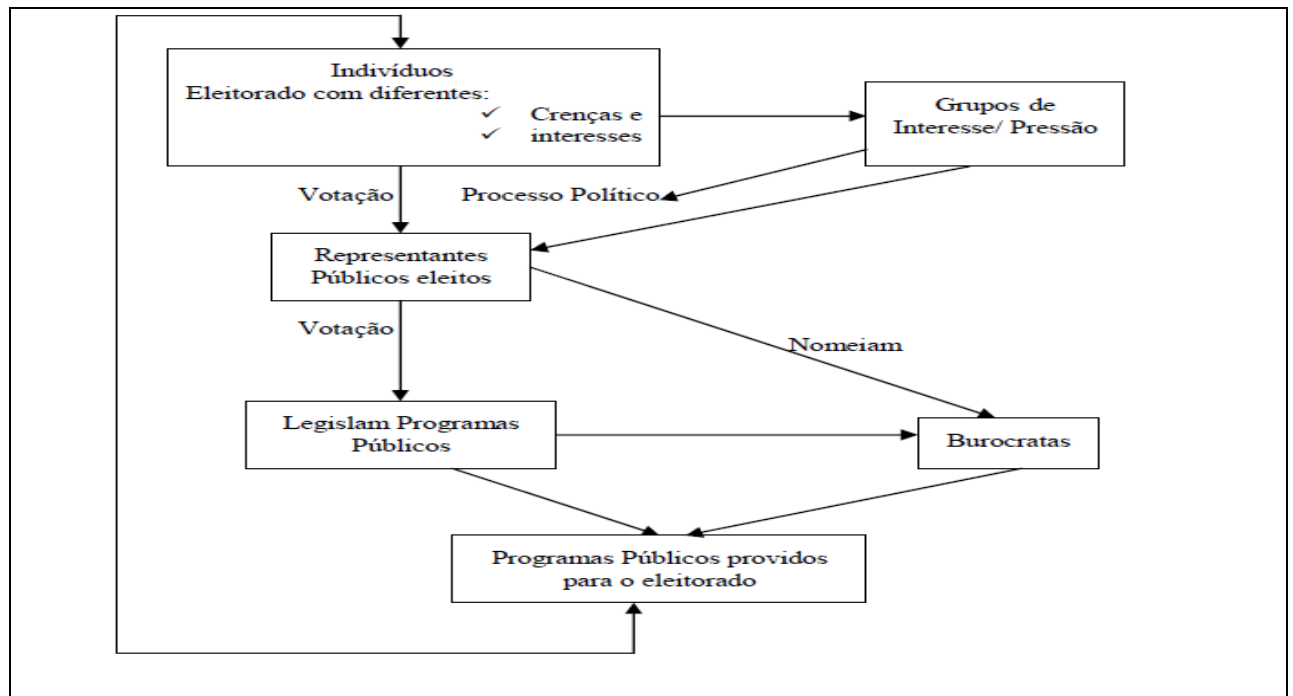 Indivíduos
Eleitorado com diferentes:
✓ Crenças e
✓ interesses
Grupos de
Interesse/ Pressão
Votação
Processo Político
Representantes
Públicos eleitos
Votação
Nomeiam
Legislam Programas
Públicos
Burocratas
Programas Públicos providos
para o eleitorado